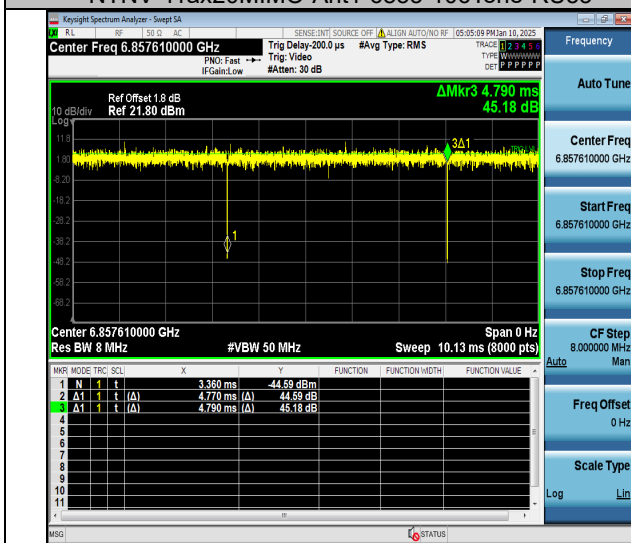 Keysight Spectrum Analyzer - Swept SA
RL RF 50 Ω AC SENSE:INT SOURCE OFF ALIGN AUTO/NO RF 05:05:09 PM Jan 10, 2025
Center Freq 6.857610000 GHz Trig Delay-200.0 µs #Avg Type: RMS TRACE 1 2 3 4 5 6
PNO: Fast Trig: Video TYPE WWWWWW
IFGain:Low #Atten: 30 dB DET P P P P P P
Frequency
Auto Tune
ΔMkr3 4.790 ms
Ref Offset 1.8 dB
10 dB/div Ref 21.80 dBm 45.18 dB
Log
11.8
1.80
-8.20
-18.2
-28.2
-38.2
-48.2
-58.2
-68.2
3Δ1
1
Center 6.857610000 GHz Span 0 Hz
Res BW 8 MHz #VBW 50 MHz Sweep 10.13 ms (8000 pts)
MKR MODE TRC SCL X Y FUNCTION FUNCTION WIDTH FUNCTION VALUE
1 N 1 t 3.360 ms -44.59 dBm
2 Δ1 1 t (Δ) 4.770 ms (Δ) 44.59 dB
3 Δ1 1 t (Δ) 4.790 ms (Δ) 45.18 dB
4
5
6
7
8
9
10
11
Center Freq
6.857610000 GHz
Start Freq
6.857610000 GHz
Stop Freq
6.857610000 GHz
CF Step
8.000000 MHz
Auto Man
Freq Offset
0 Hz
Scale Type
Log Lin
MSG STATUS